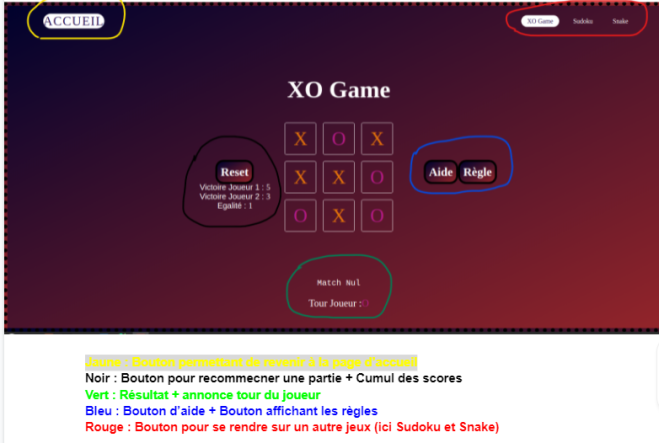 ACCUEIL
XO Game Sudoku Snake
XO Game
X O X
Reset
Victoire Joueur 1 : 5
Victoire Joueur 2 : 3
Egalité : 1
X X O
Aide Règle
O X O
Match Nul
Tour Joueur :O
Jaune : Bouton permettant de revenir à la page d'accueil
Noir : Bouton pour recommecner une partie + Cumul des scores
Vert : Résultat + annonce tour du joueur
Bleu : Bouton d'aide + Bouton affichant les règles
Rouge : Bouton pour se rendre sur un autre jeux (ici Sudoku et Snake)